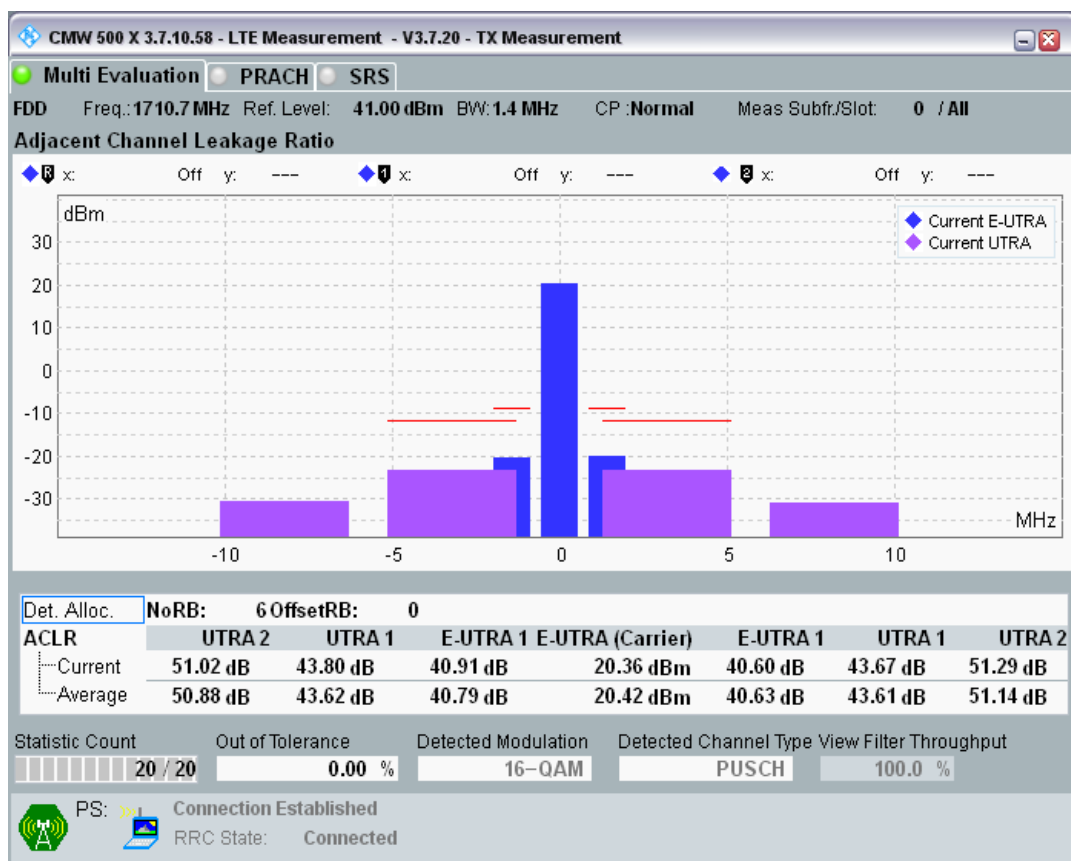 CMW 500 X 3.7.10.58 - LTE Measurement - V3.7.20 - TX Measurement
Multi Evaluation PRACH SRS
FDD Freq.: 1710.7 MHz Ref. Level: 41.00 dBm BW: 1.4 MHz CP :Normal Meas Subfr./Slot: 0 / All
Adjacent Channel Leakage Ratio
R x: Off y: --- 1 x: Off y: --- 2 x: Off y: ---
dBm
Current E-UTRA
Current UTRA
30
20
10
0
-10
-20
-30
MHz
-10 -5 0 5 10
Det. Alloc. NoRB: 6 OffsetRB: 0
ACLR UTRA 2 UTRA 1 E-UTRA 1 E-UTRA (Carrier) E-UTRA 1 UTRA 1 UTRA 2
Current 51.02 dB 43.80 dB 40.91 dB 20.36 dBm 40.60 dB 43.67 dB 51.29 dB
Average 50.88 dB 43.62 dB 40.79 dB 20.42 dBm 40.63 dB 43.61 dB 51.14 dB
Statistic Count Out of Tolerance Detected Modulation Detected Channel Type View Filter Throughput
20 / 20 0.00 % 16-QAM PUSCH 100.0 %
PS: Connection Established
RRC State: Connected